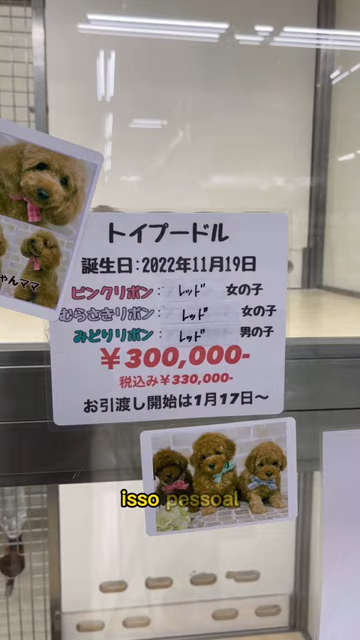 トイプードル
誕生日:2022年11月19日
ピンクリボン: レッド 女の子
むらさきリボン: レッド 女の子
みどりリボン: レッド 男の子
￥300,000-
税込み￥330,000-
お引渡し開始は1月17日～
ゃんママ
isso pessoal